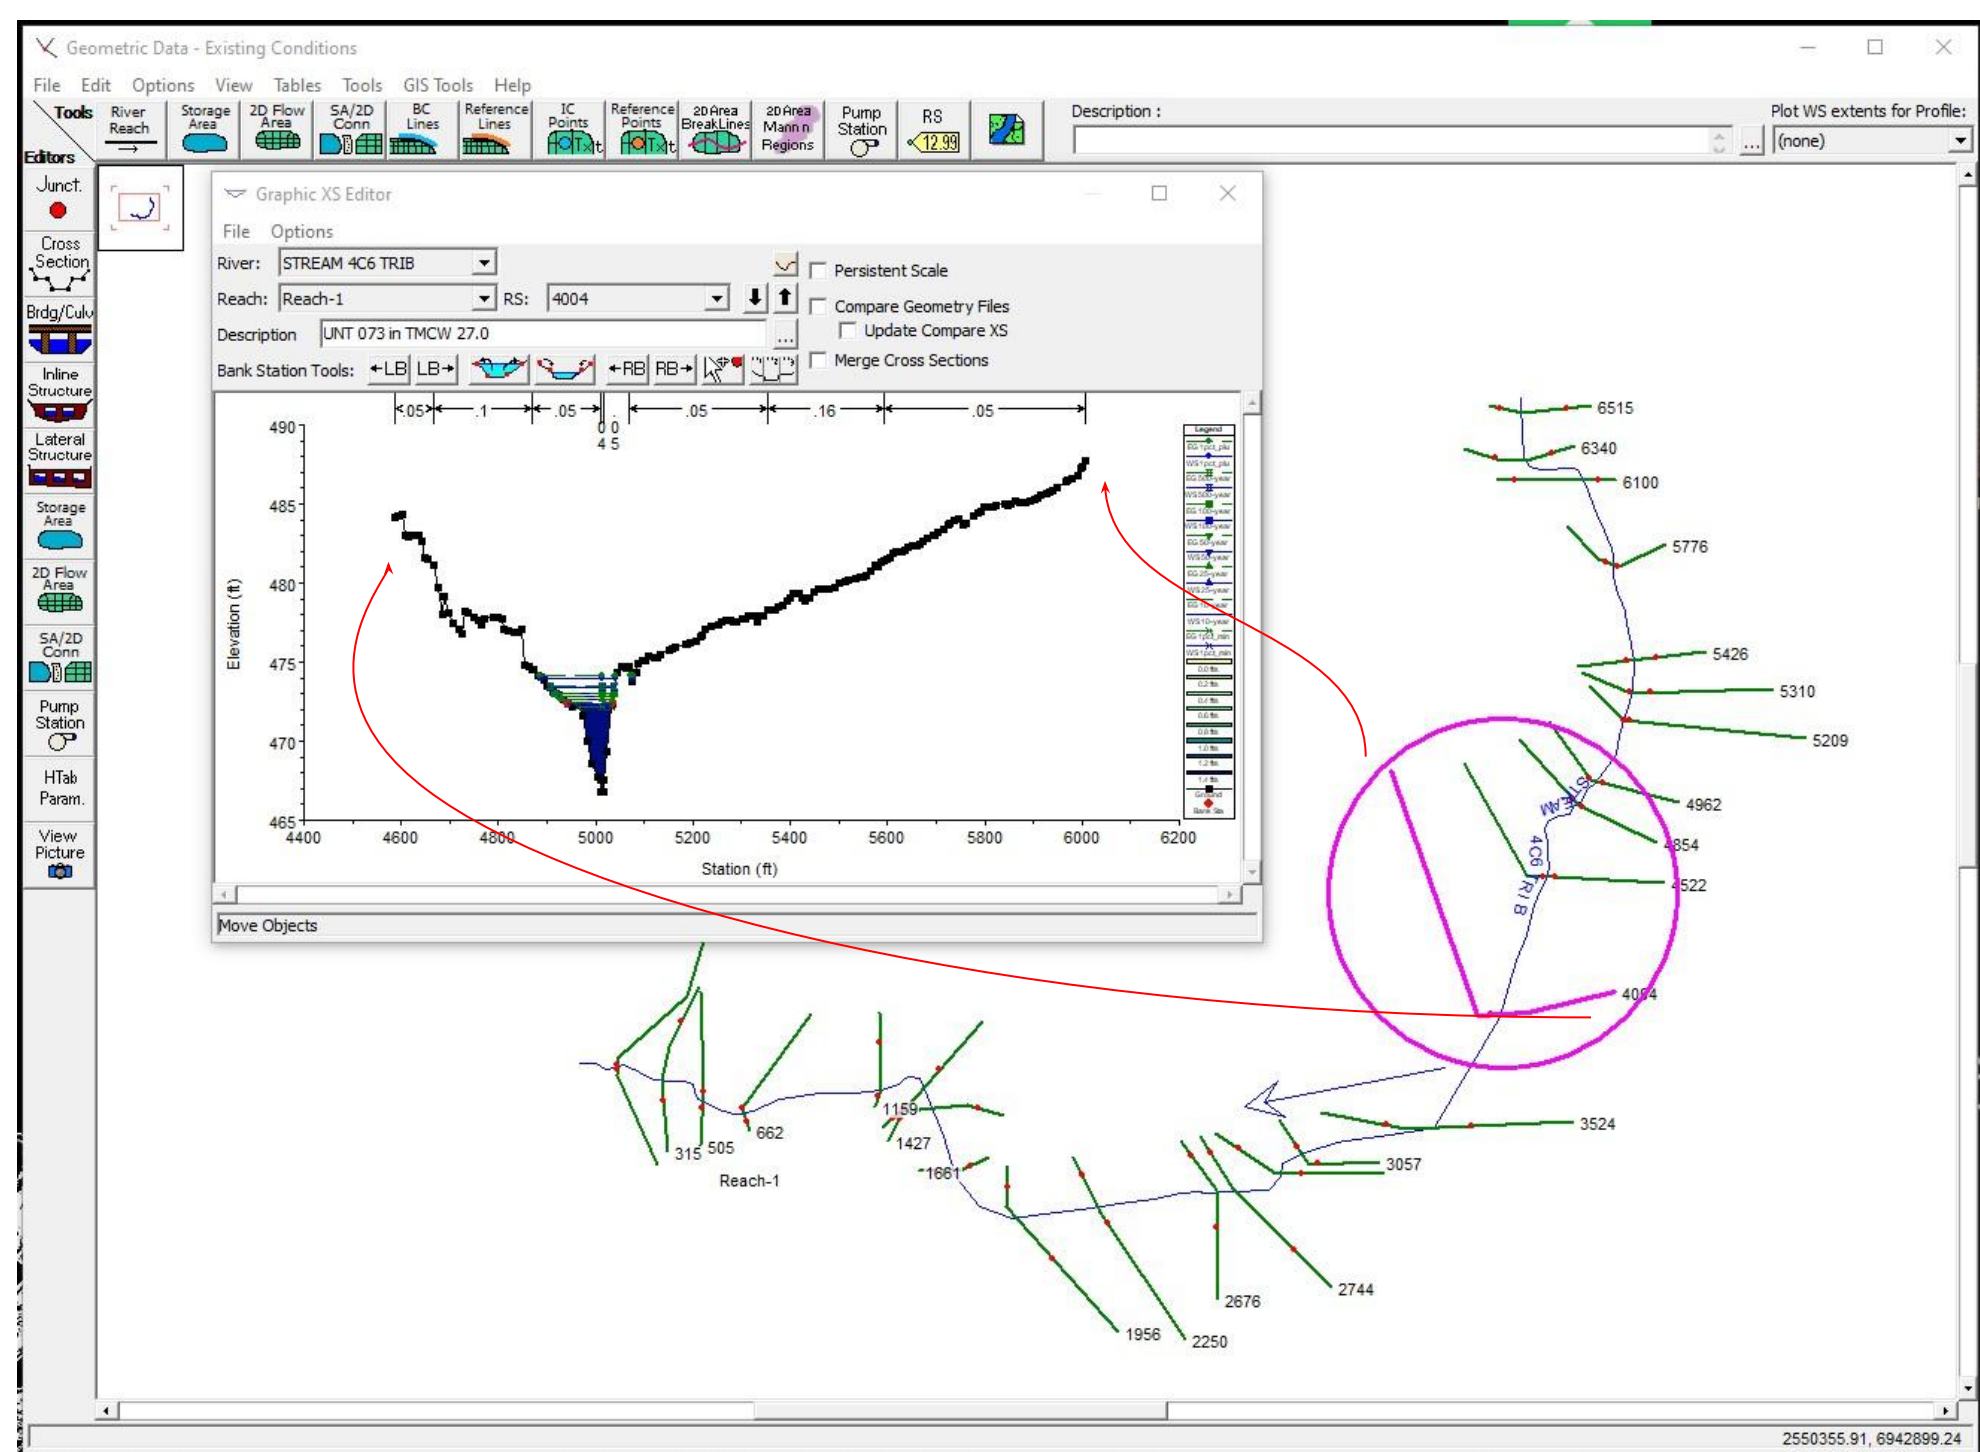 Geometric Data - Existing Conditions
File Edit Options View Tables Tools GIS Tools Help
Tools
Editors
River Reach
Storage Area
2D Flow Area
SA/2D Conn
BC Lines
Reference Lines
IC Points
Reference Points
2D Area BreakLines
2D Area Mann n Regions
Pump Station
RS
12.99
Description :
...
Plot WS extents for Profile:
(none)
Junct.
Cross Section
Brdg/Culv
Inline Structure
Lateral Structure
Storage Area
2D Flow Area
SA/2D Conn
Pump Station
HTab Param.
View Picture
Graphic XS Editor
File Options
River: STREAM 4C6 TRIB
Persistent Scale
Reach: Reach-1 RS: 4004
Compare Geometry Files
Update Compare XS
Description UNT 073 in TMCW 27.0 ...
Merge Cross Sections
Bank Station Tools: LB LB RB RB
.05 .1 .05 .05 .16 .05
0 0
4 5
490
485
480
475
470
465
Elevation (ft)
4400 4600 4800 5000 5200 5400 5600 5800 6000 6200
Station (ft)
Legend
Ground
Bank Sta
Move Objects
6515
6340
6100
5776
5426
5310
5209
4962
4854
4522
STREAM 4C6 TRIB
3524
3057
2744
2676
2250
1956
1661
1427
1159
662
505
315
Reach-1
2550355.91, 6942899.24